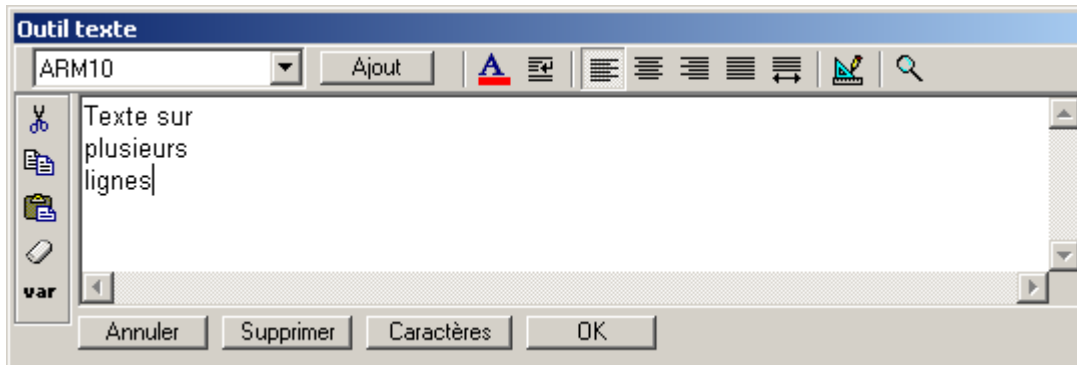 Outil texte
ARM10 Ajout A
Texte sur
plusieurs
lignes
var
Annuler Supprimer Caractères OK